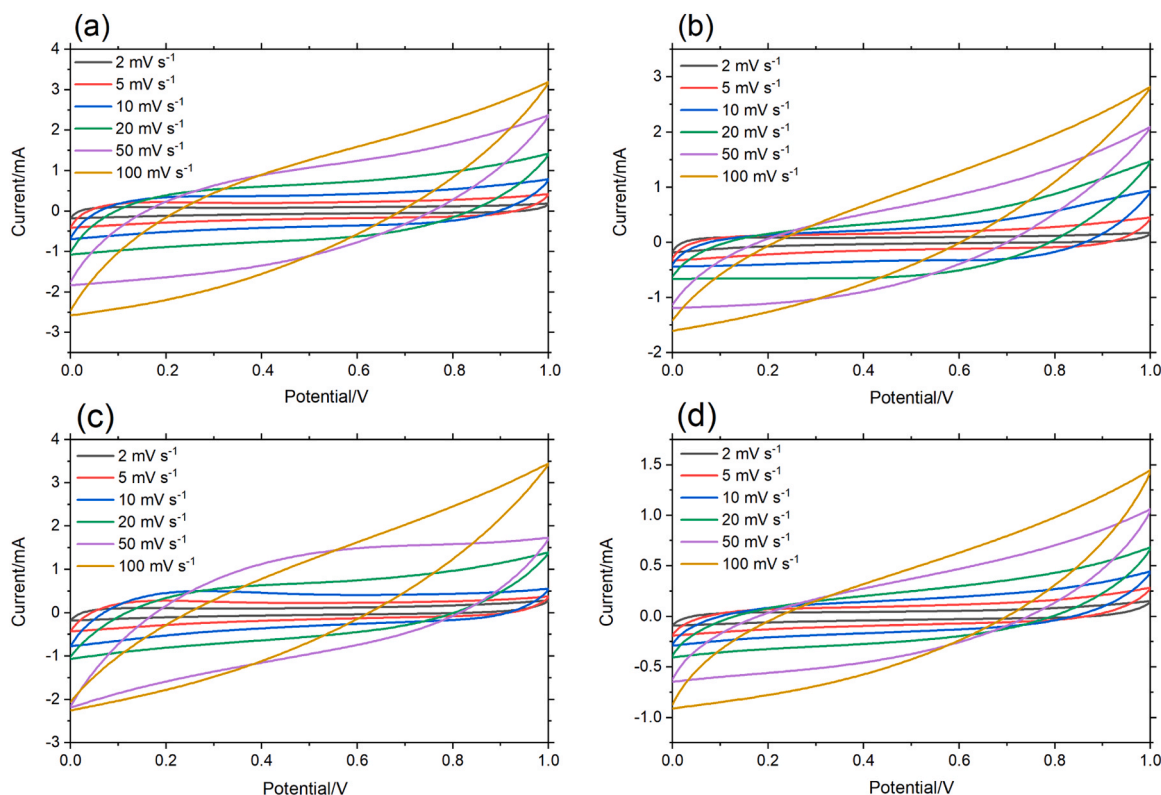 (a)
2 mV s⁻¹
5 mV s⁻¹
10 mV s⁻¹
20 mV s⁻¹
50 mV s⁻¹
100 mV s⁻¹
4
3
2
1
0
-1
-2
-3
Current/mA
0.0 0.2 0.4 0.6 0.8 1.0
Potential/V
(b)
2 mV s⁻¹
5 mV s⁻¹
10 mV s⁻¹
20 mV s⁻¹
50 mV s⁻¹
100 mV s⁻¹
3
2
1
0
-1
-2
Current/mA
0.0 0.2 0.4 0.6 0.8 1.0
Potential/V
(c)
2 mV s⁻¹
5 mV s⁻¹
10 mV s⁻¹
20 mV s⁻¹
50 mV s⁻¹
100 mV s⁻¹
4
3
2
1
0
-1
-2
-3
Current/mA
0.0 0.2 0.4 0.6 0.8 1.0
Potential/V
(d)
2 mV s⁻¹
5 mV s⁻¹
10 mV s⁻¹
20 mV s⁻¹
50 mV s⁻¹
100 mV s⁻¹
1.5
1.0
0.5
0.0
-0.5
-1.0
Current/mA
0.0 0.2 0.4 0.6 0.8 1.0
Potential/V